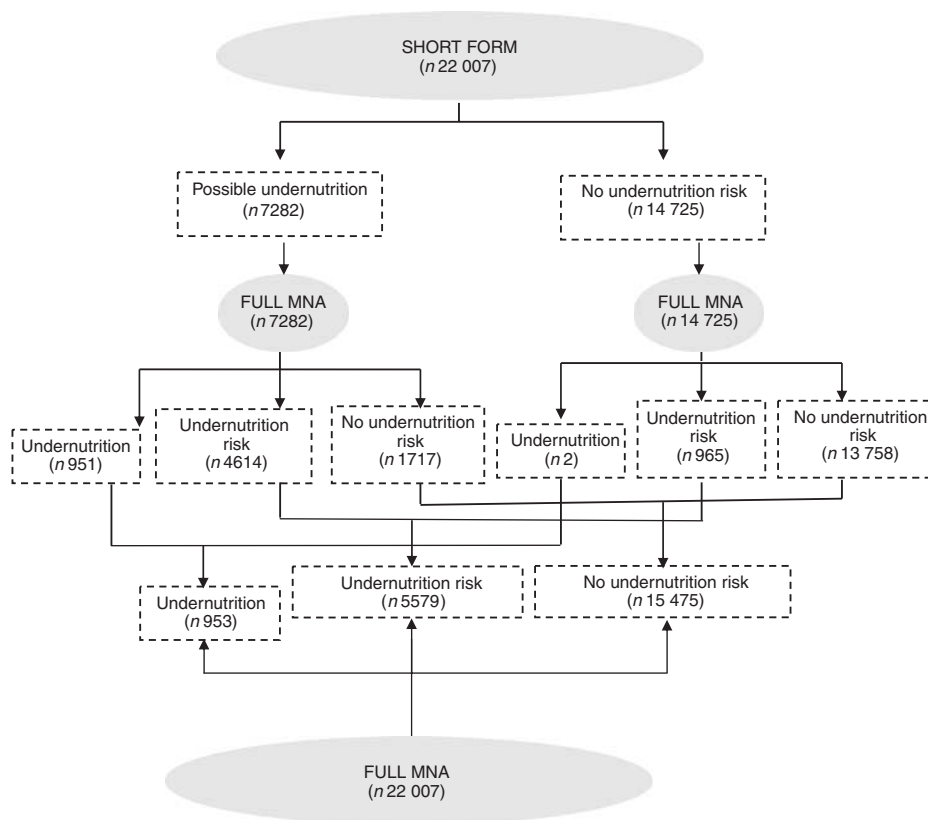 SHORT FORM
(n 22 007)
Possible undernutrition
(n 7282)
No undernutrition risk
(n 14 725)
FULL MNA
(n 7282)
FULL MNA
(n 14 725)
Undernutrition
(n 951)
Undernutrition
risk
(n 4614)
No undernutrition
risk
(n 1717)
Undernutrition
(n 2)
Undernutrition
risk
(n 965)
No undernutrition
risk
(n 13 758)
Undernutrition
(n 953)
Undernutrition risk
(n 5579)
No undernutrition risk
(n 15 475)
FULL MNA
(n 22 007)